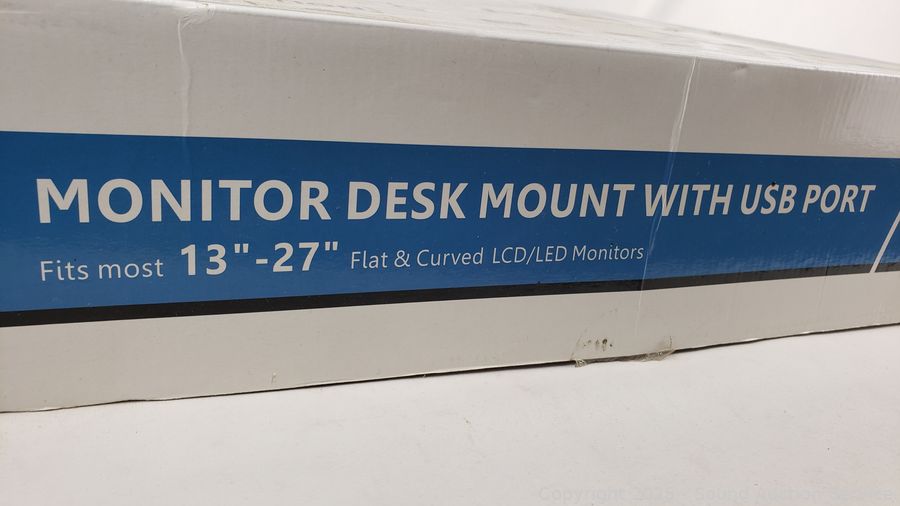 MONITOR DESK MOUNT WITH USB PORT
Fits most 13"-27" Flat & Curved LCD/LED Monitors
Copyright 2025 - Sound Auction Service